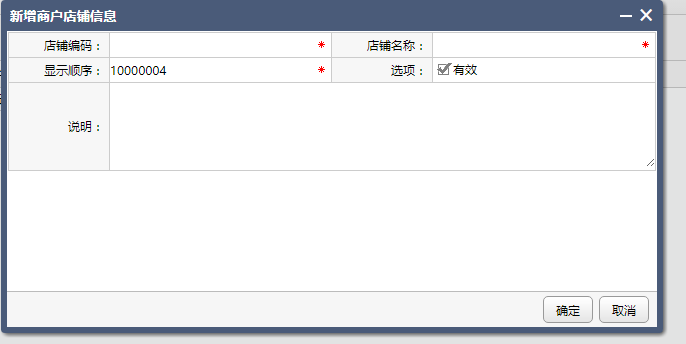 新增商户店铺信息
店铺编码： * 店铺名称： *
显示顺序： 10000004 * 选项： 有效
说明：
确定 取消